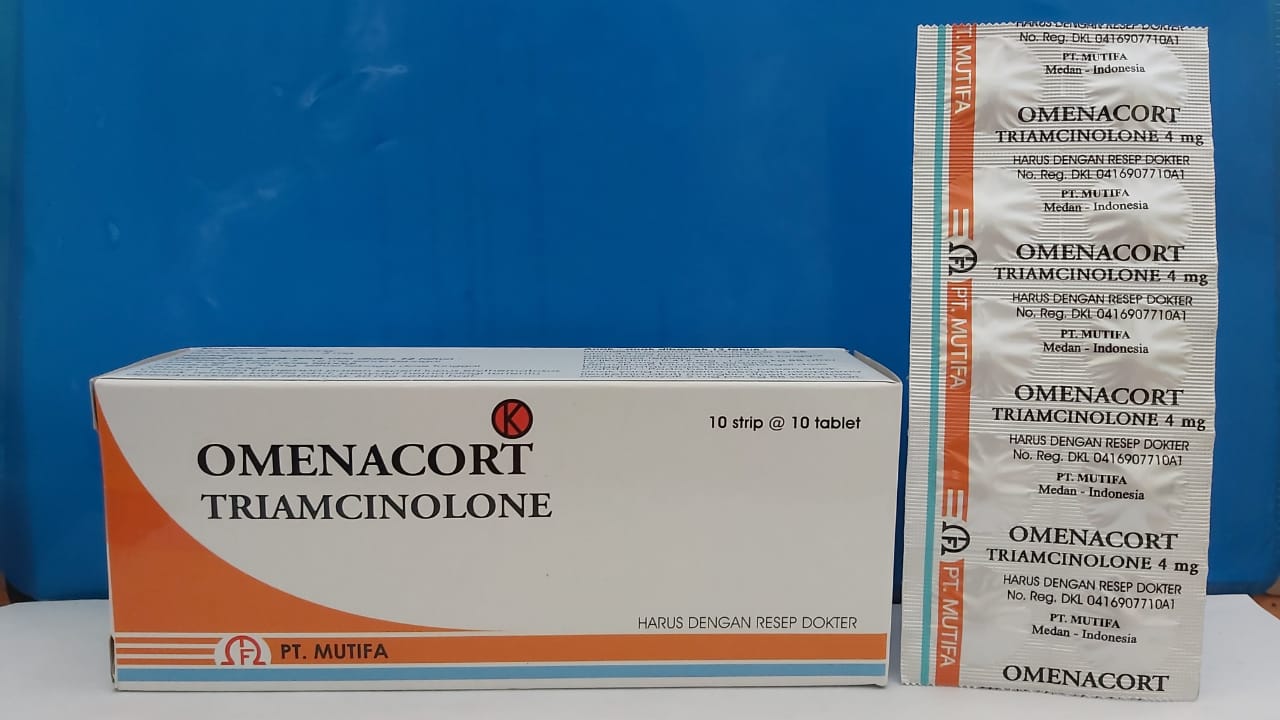 K
OMENACORT
TRIAMCINOLONE
10 strip @ 10 tablet
HARUS DENGAN RESEP DOKTER
PT. MUTIFA
HARUS DENGAN RESEP DOKTER
No. Reg. DKL 0416907710A1
PT. MUTIFA
Medan - Indonesia
OMENACORT
TRIAMCINOLONE 4 mg
HARUS DENGAN RESEP DOKTER
No. Reg. DKL 0416907710A1
PT. MUTIFA
Medan - Indonesia
OMENACORT
TRIAMCINOLONE 4 mg
HARUS DENGAN RESEP DOKTER
No. Reg. DKL 0416907710A1
PT. MUTIFA
Medan - Indonesia
OMENACORT
TRIAMCINOLONE 4 mg
HARUS DENGAN RESEP DOKTER
No. Reg. DKL 0416907710A1
PT. MUTIFA
Medan - Indonesia
OMENACORT
TRIAMCINOLONE 4 mg
HARUS DENGAN RESEP DOKTER
No. Reg. DKL 0416907710A1
PT. MUTIFA
Medan - Indonesia
OMENACORT
T. MUTIFA
PT. MUTIFA
PT. MUTIFA